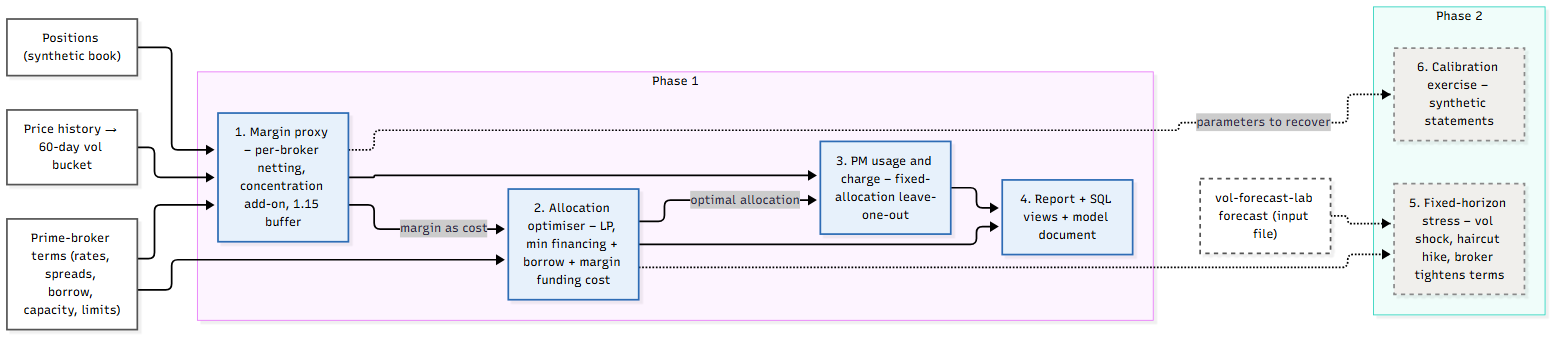 Positions
(synthetic book)
Price history →
60-day vol
bucket
Prime-broker
terms (rates,
spreads,
borrow,
capacity, limits)
Phase 1
1. Margin proxy
– per-broker
netting,
concentration
add-on, 1.15
buffer
margin as cost
2. Allocation
optimiser – LP,
min financing +
borrow + margin
funding cost
optimal allocation
3. PM usage and
charge – fixed-
allocation leave-
one-out
4. Report + SQL
views + model
document
parameters to recover
vol-forecast-lab
forecast (input
file)
Phase 2
6. Calibration
exercise –
synthetic
statements
5. Fixed-horizon
stress – vol
shock, haircut
hike, broker
tightens terms